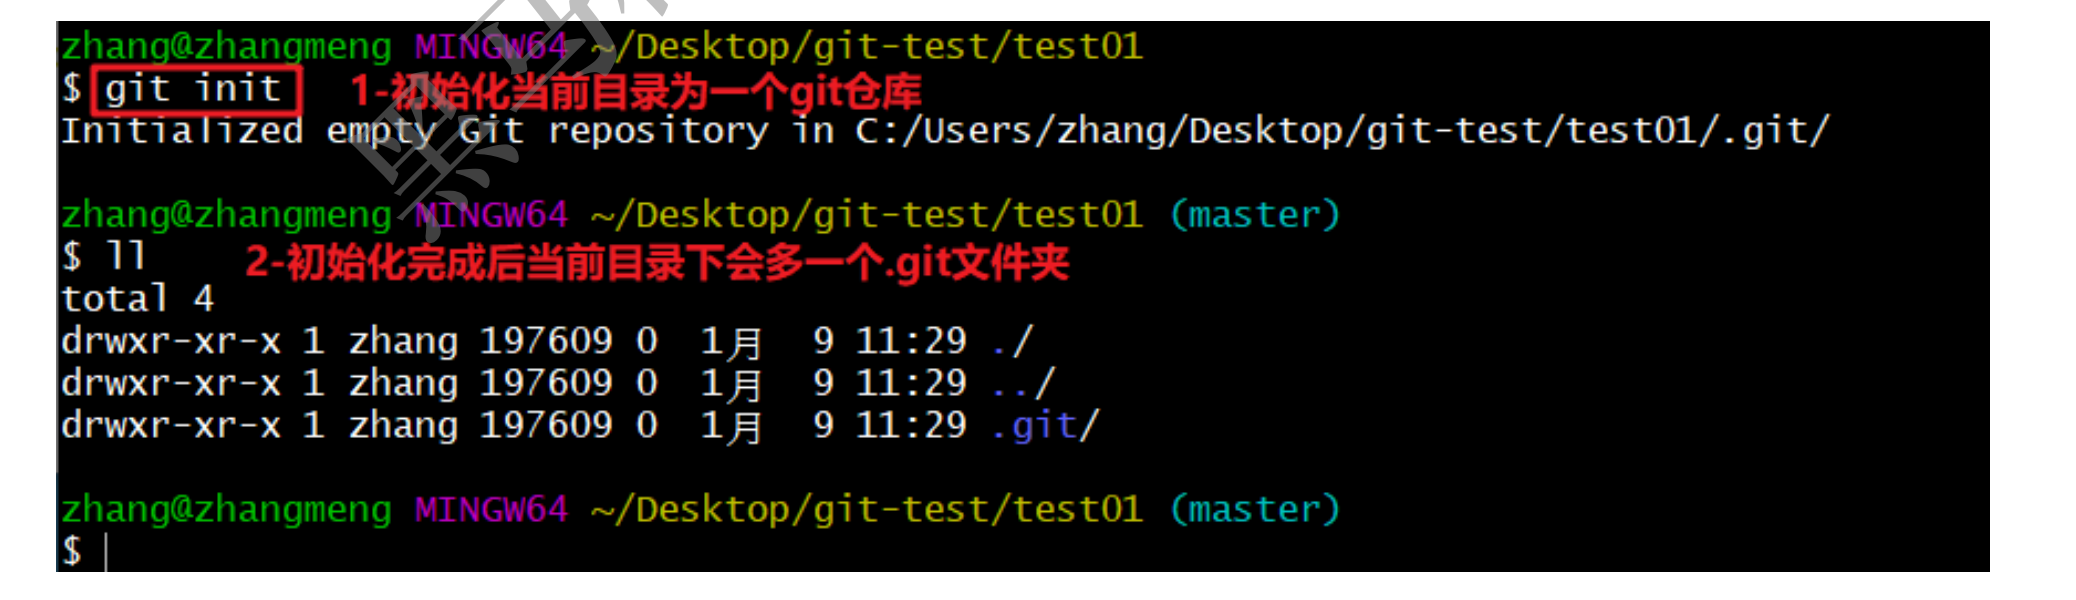 zhang@zhangmeng MINGW64 ~/Desktop/git-test/test01
$ git init 1-初始化当前目录为一个git仓库
Initialized empty Git repository in C:/Users/zhang/Desktop/git-test/test01/.git/
zhang@zhangmeng MINGW64 ~/Desktop/git-test/test01 (master)
$ ll 2-初始化完成后当前目录下会多一个.git文件夹
total 4
drwxr-xr-x 1 zhang 197609 0 1月 9 11:29 ./
drwxr-xr-x 1 zhang 197609 0 1月 9 11:29 ../
drwxr-xr-x 1 zhang 197609 0 1月 9 11:29 .git/
zhang@zhangmeng MINGW64 ~/Desktop/git-test/test01 (master)
$
黑马